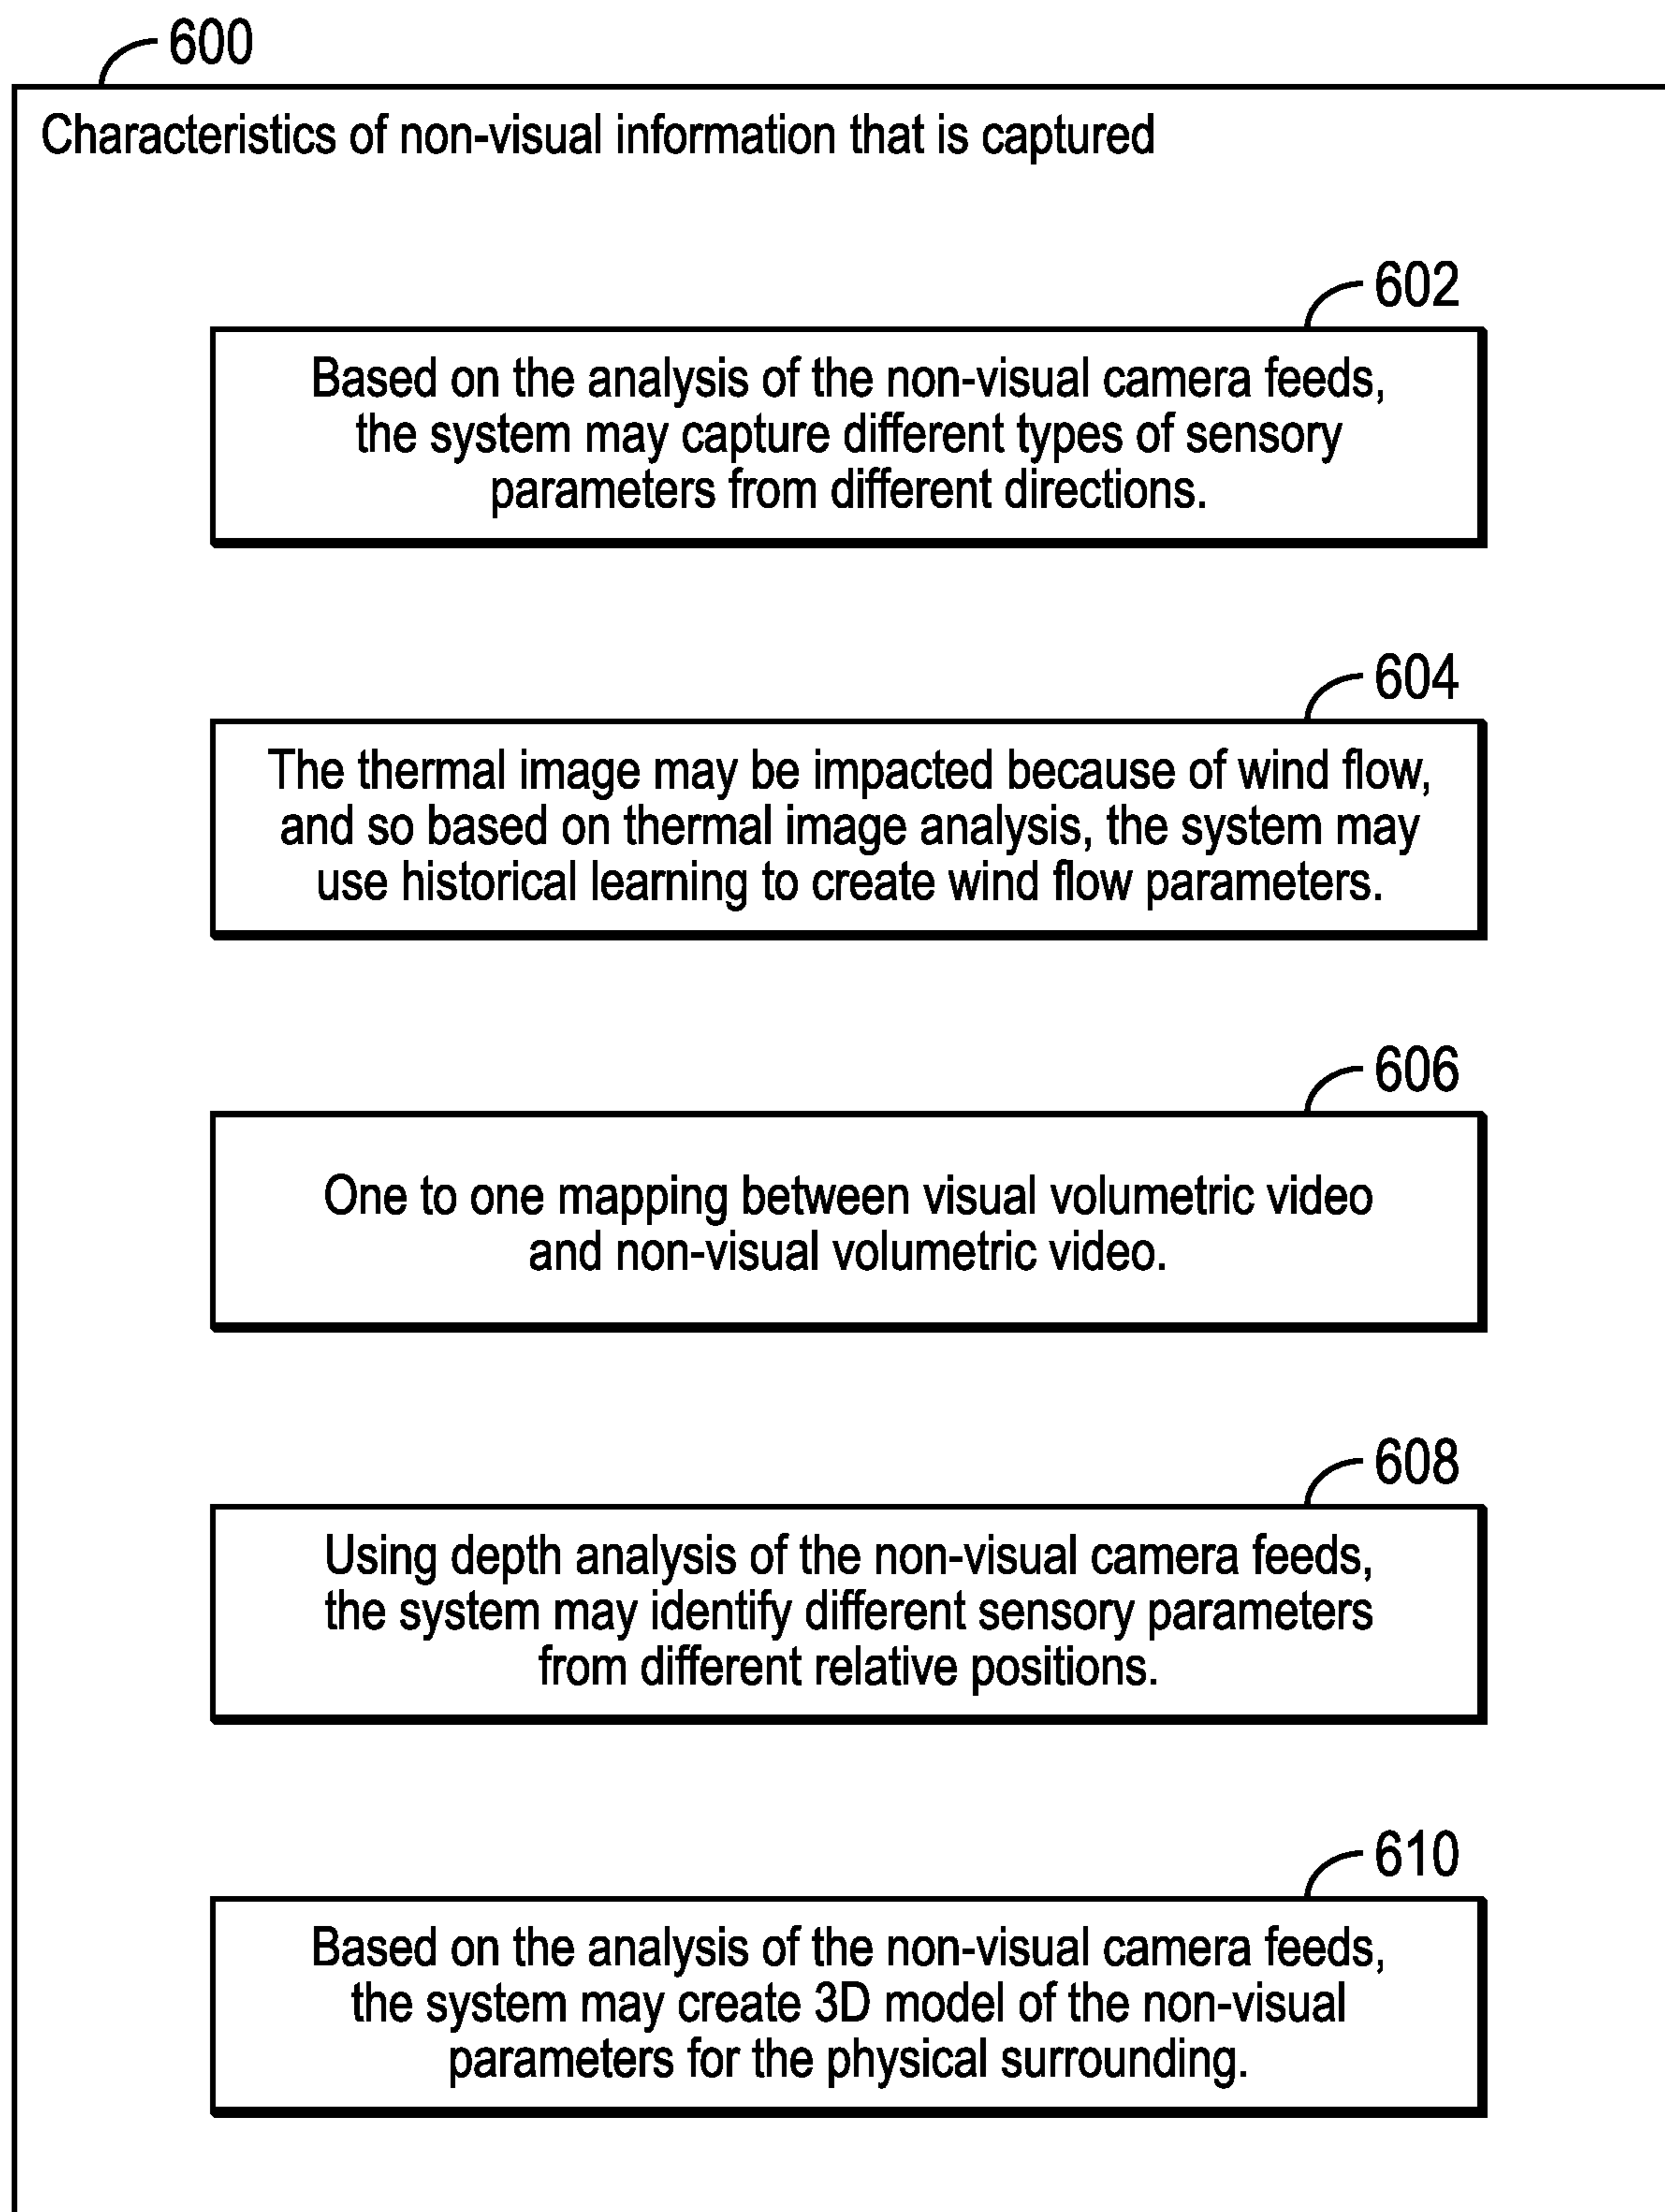 600
Characteristics of non-visual information that is captured
602
Based on the analysis of the non-visual camera feeds,
the system may capture different types of sensory
parameters from different directions.
604
The thermal image may be impacted because of wind flow,
and so based on thermal image analysis, the system may
use historical learning to create wind flow parameters.
606
One to one mapping between visual volumetric video
and non-visual volumetric video.
608
Using depth analysis of the non-visual camera feeds,
the system may identify different sensory parameters
from different relative positions.
610
Based on the analysis of the non-visual camera feeds,
the system may create 3D model of the non-visual
parameters for the physical surrounding.